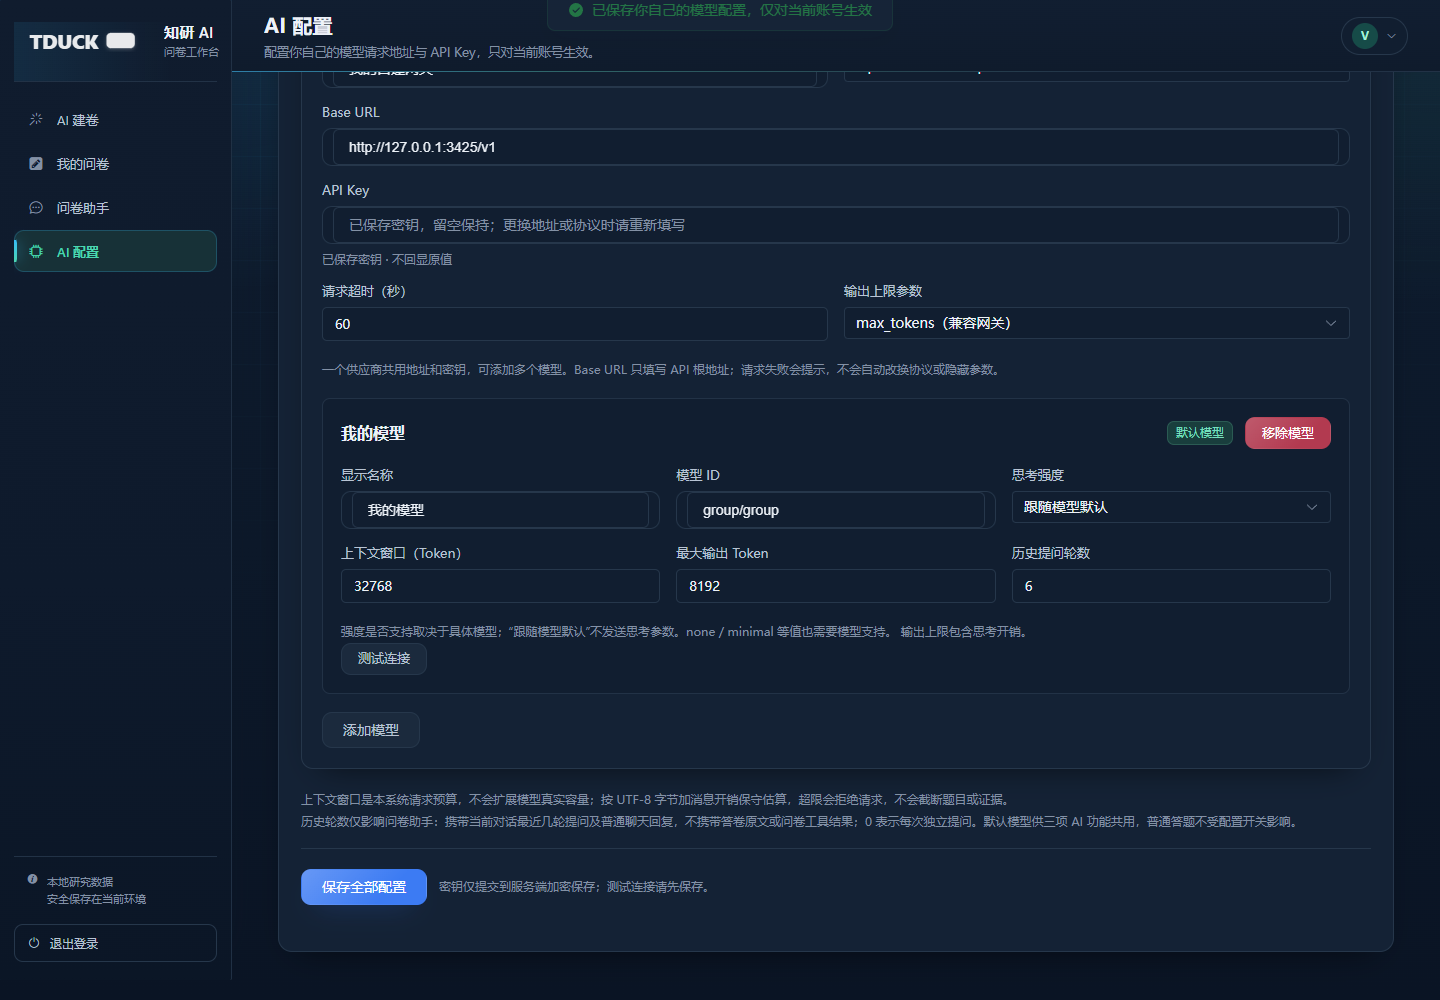 TDUCK
知研 AI
问卷工作台
AI 建卷
我的问卷
问卷助手
AI 配置
本地研究数据
安全保存在当前环境
退出登录
AI 配置
配置你自己的模型请求地址与 API Key，只对当前账号生效。
已保存你自己的模型配置，仅对当前账号生效
V
Base URL
http://127.0.0.1:3425/v1
API Key
已保存密钥，留空保持；更换地址或协议时请重新填写
已保存密钥 · 不回显原值
请求超时（秒）
输出上限参数
60
max_tokens（兼容网关）
一个供应商共用地址和密钥，可添加多个模型。Base URL 只填写 API 根地址；请求失败会提示，不会自动改换协议或隐藏参数。
我的模型
默认模型
移除模型
显示名称
模型 ID
思考强度
我的模型
group/group
跟随模型默认
上下文窗口（Token）
最大输出 Token
历史提问轮数
32768
8192
6
强度是否支持取决于具体模型；“跟随模型默认”不发送思考参数。none / minimal 等值也需要模型支持。 输出上限包含思考开销。
测试连接
添加模型
上下文窗口是本系统请求预算，不会扩展模型真实容量；按 UTF-8 字节加消息开销保守估算，超限会拒绝请求，不会截断题目或证据。
历史轮数仅影响问卷助手：携带当前对话最近几轮提问及普通聊天回复，不携带答卷原文或问卷工具结果；0 表示每次独立提问。默认模型供三项 AI 功能共用，普通答题不受配置开关影响。
保存全部配置
密钥仅提交到服务端加密保存；测试连接请先保存。